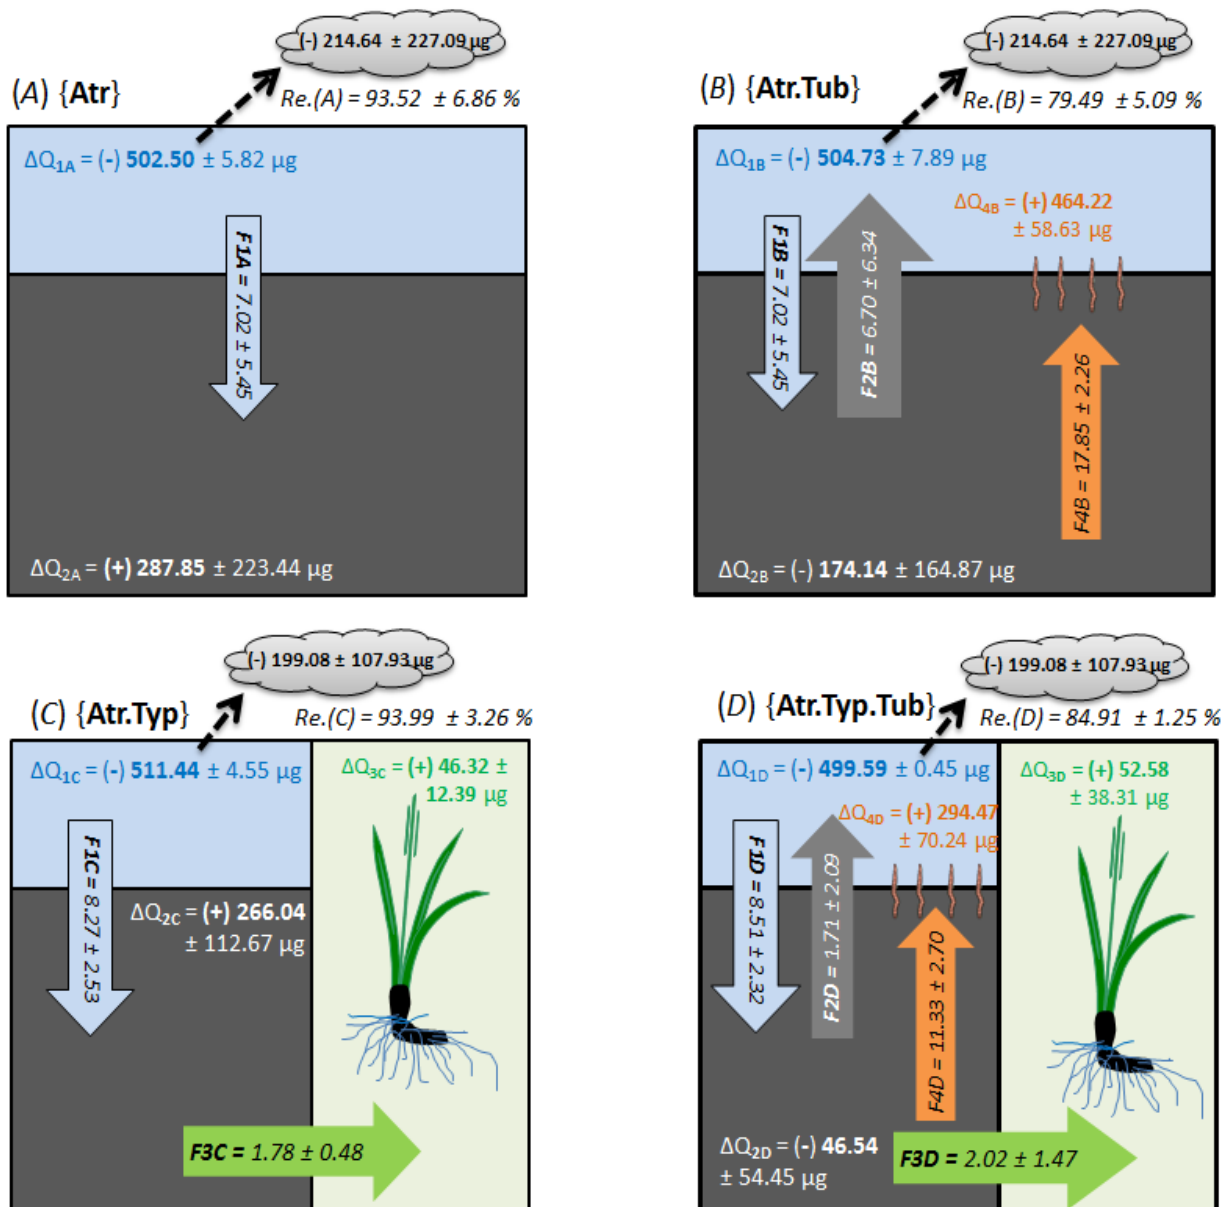 (-) 214.64 ± 227.09 µg
(A) {Atr}
Re.(A) = 93.52 ± 6.86 %
ΔQ1A = (-) 502.50 ± 5.82 µg
F1A = 7.02 ± 5.45
ΔQ2A = (+) 287.85 ± 223.44 µg
(-) 214.64 ± 227.09 µg
(B) {Atr.Tub}
Re.(B) = 79.49 ± 5.09 %
ΔQ1B = (-) 504.73 ± 7.89 µg
ΔQ4B = (+) 464.22
± 58.63 µg
F1B = 7.02 ± 5.45
F2B = 6.70 ± 6.34
F4B = 17.85 ± 2.26
ΔQ2B = (-) 174.14 ± 164.87 µg
(-) 199.08 ± 107.93 µg
(C) {Atr.Typ}
Re.(C) = 93.99 ± 3.26 %
ΔQ1C = (-) 511.44 ± 4.55 µg
ΔQ3C = (+) 46.32 ±
12.39 µg
F1C = 8.27 ± 2.53
ΔQ2C = (+) 266.04
± 112.67 µg
F3C = 1.78 ± 0.48
(-) 199.08 ± 107.93 µg
(D) {Atr.Typ.Tub}
Re.(D) = 84.91 ± 1.25 %
ΔQ1D = (-) 499.59 ± 0.45 µg
ΔQ3D = (+) 52.58
± 38.31 µg
ΔQ4D = (+) 294.47
± 70.24 µg
F1D = 8.51 ± 2.32
F2D = 1.71 ± 2.09
F4D = 11.33 ± 2.70
ΔQ2D = (-) 46.54
± 54.45 µg
F3D = 2.02 ± 1.47